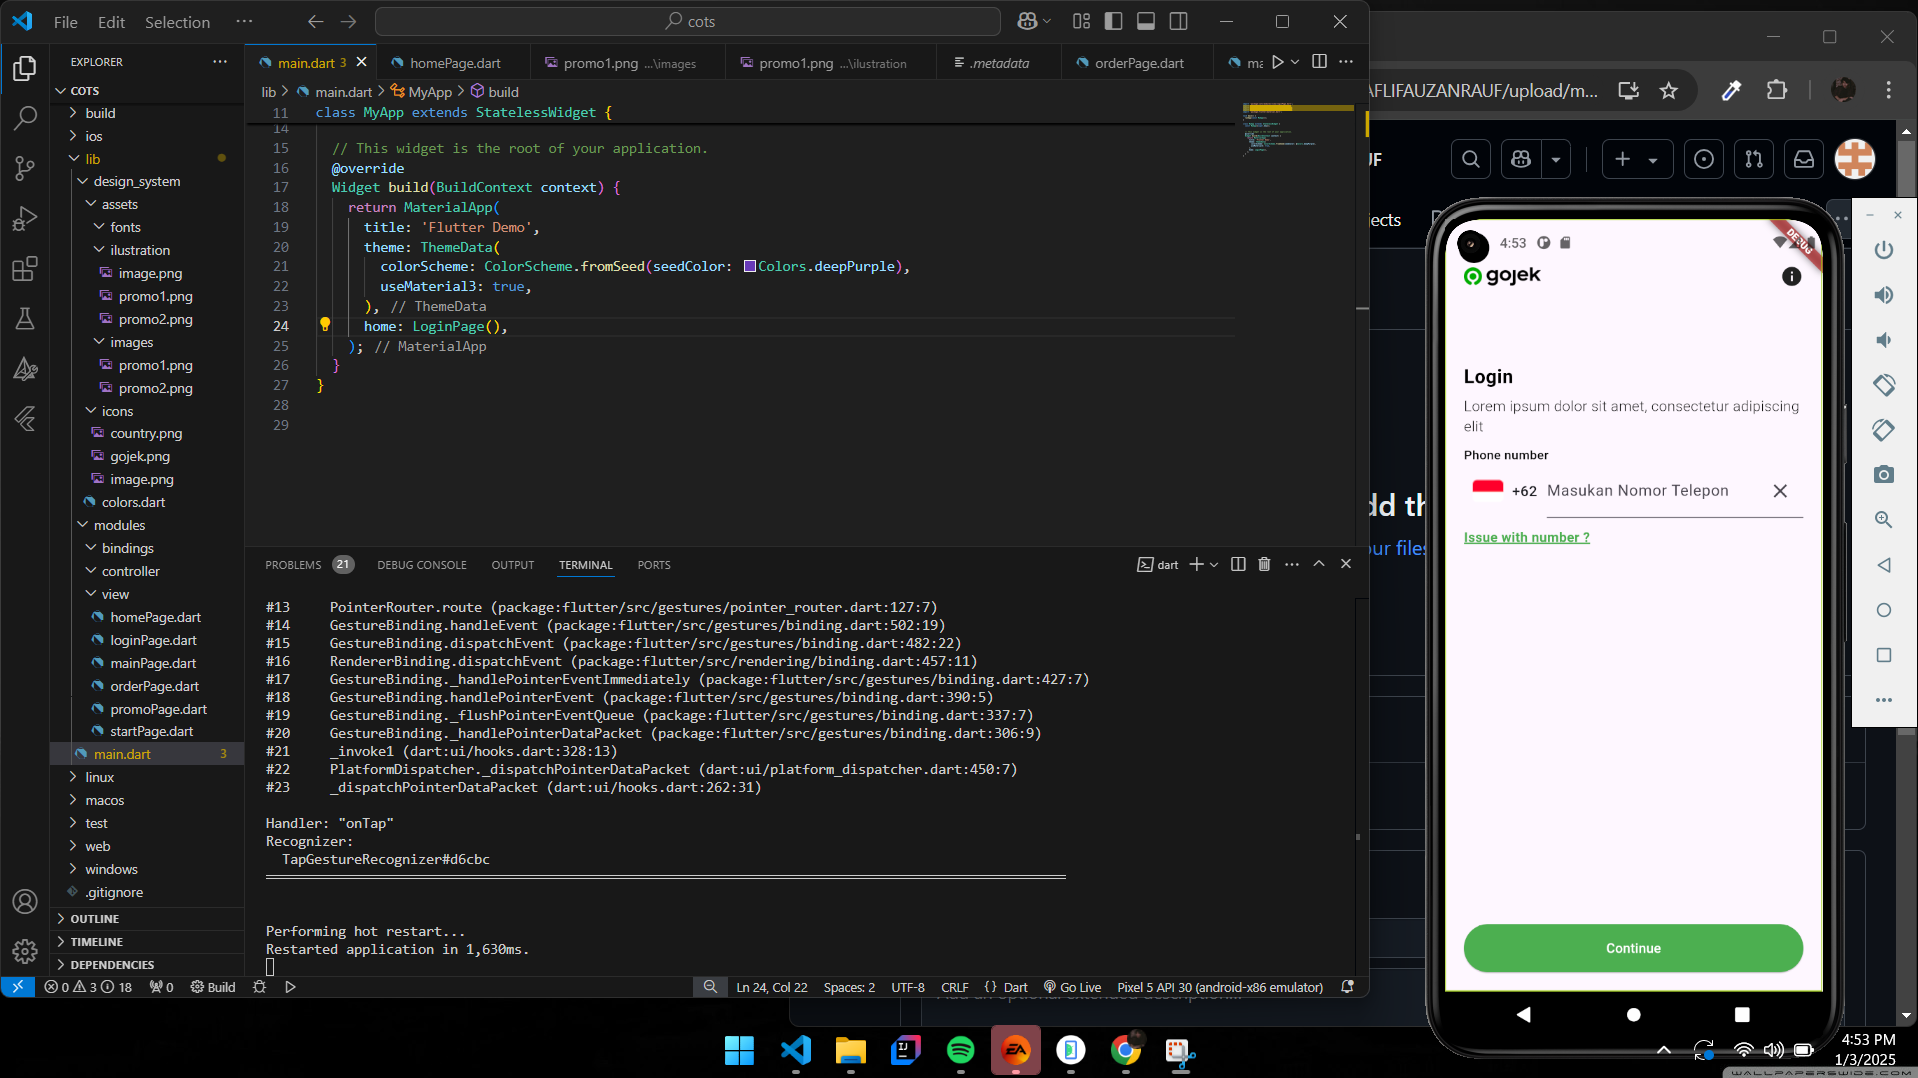 File Edit Selection ···
cots
EXPLORER
COTS
build
ios
lib
design_system
assets
fonts
ilustration
image.png
promo1.png
promo2.png
images
promo1.png
promo2.png
icons
country.png
gojek.png
image.png
colors.dart
modules
bindings
controller
view
homePage.dart
loginPage.dart
mainPage.dart
orderPage.dart
promoPage.dart
startPage.dart
main.dart 3
linux
macos
test
web
windows
.gitignore
OUTLINE
TIMELINE
DEPENDENCIES
main.dart 3
homePage.dart
promo1.png ...\images
promo1.png ...\ilustration
.metadata
orderPage.dart
ma
lib > main.dart > MyApp > build
11 class MyApp extends StatelessWidget {
14
15 // This widget is the root of your application.
16 @override
17 Widget build(BuildContext context) {
18 return MaterialApp(
19 title: 'Flutter Demo',
20 theme: ThemeData(
21 colorScheme: ColorScheme.fromSeed(seedColor: Colors.deepPurple),
22 useMaterial3: true,
23 ), // ThemeData
24 home: LoginPage(),
25 ); // MaterialApp
26 }
27 }
28
29
PROBLEMS 21 DEBUG CONSOLE OUTPUT TERMINAL PORTS
dart
#13 PointerRouter.route (package:flutter/src/gestures/pointer_router.dart:127:7)
#14 GestureBinding.handleEvent (package:flutter/src/gestures/binding.dart:502:19)
#15 GestureBinding.dispatchEvent (package:flutter/src/gestures/binding.dart:482:22)
#16 RendererBinding.dispatchEvent (package:flutter/src/rendering/binding.dart:457:11)
#17 GestureBinding._handlePointerEventImmediately (package:flutter/src/gestures/binding.dart:427:7)
#18 GestureBinding.handlePointerEvent (package:flutter/src/gestures/binding.dart:390:5)
#19 GestureBinding._flushPointerEventQueue (package:flutter/src/gestures/binding.dart:337:7)
#20 GestureBinding._handlePointerDataPacket (package:flutter/src/gestures/binding.dart:306:9)
#21 _invoke1 (dart:ui/hooks.dart:328:13)
#22 PlatformDispatcher._dispatchPointerDataPacket (dart:ui/platform_dispatcher.dart:450:7)
#23 _dispatchPointerDataPacket (dart:ui/hooks.dart:262:31)
Handler: "onTap"
Recognizer:
TapGestureRecognizer#d6cbc
Performing hot restart...
Restarted application in 1,630ms.
0 3 18 0 Build
Ln 24, Col 22 Spaces: 2 UTF-8 CRLF {} Dart Go Live Pixel 5 API 30 (android-x86 emulator)
AFLIFAUZANRAUF/upload/m...
UF
jects
dd th
our files
4:53
DEBUG
gojek
Login
Lorem ipsum dolor sit amet, consectetur adipiscing
elit
Phone number
+62 Masukan Nomor Telepon
Issue with number ?
Continue
EA
4:53 PM
1/3/2025
WALLPAPERSWIDE.COM